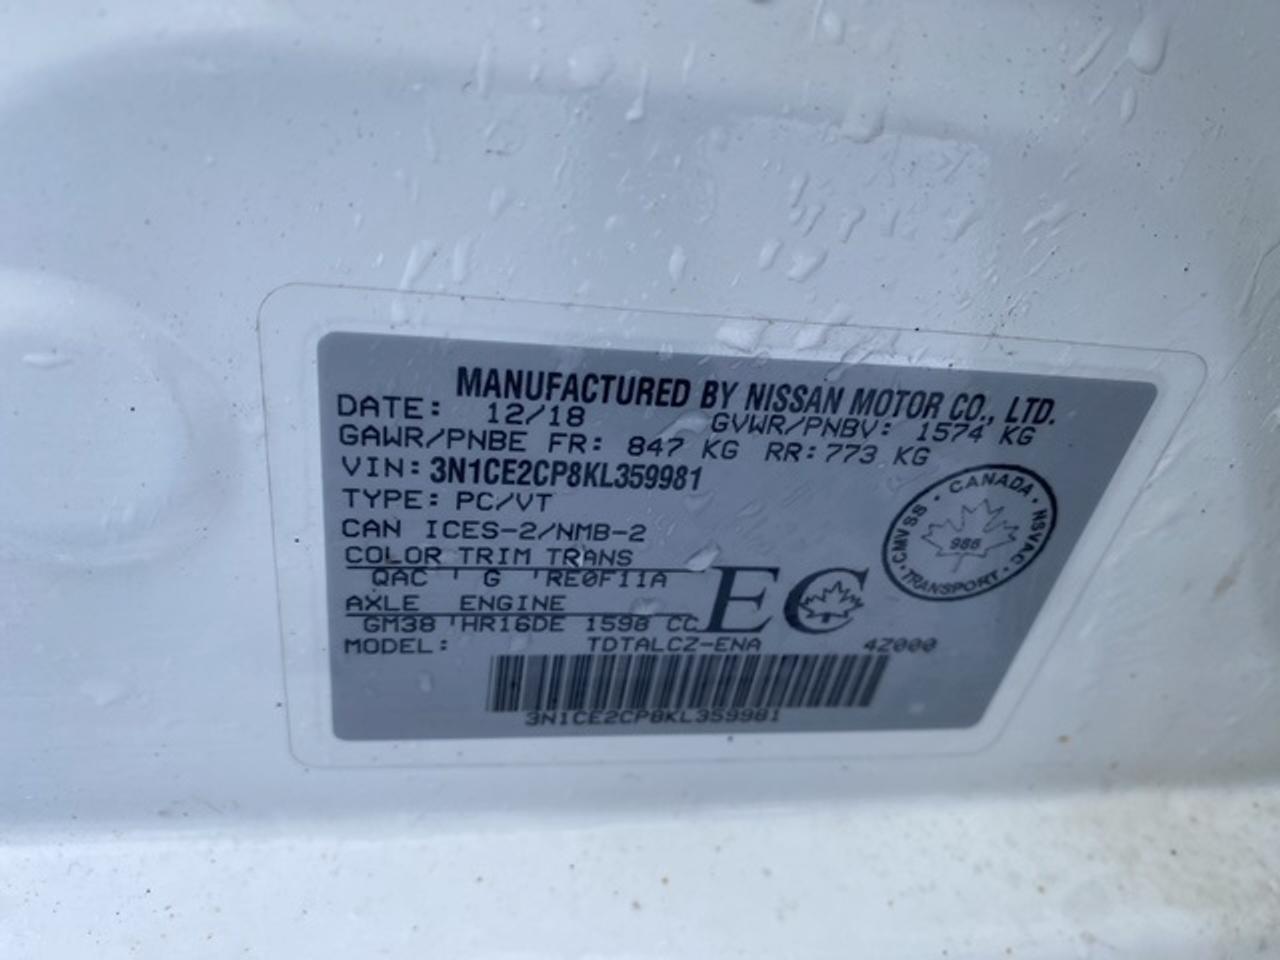 MANUFACTURED BY NISSAN MOTOR CO., LTD.
DATE: 12/18 GVWR/PNBV: 1574 KG
GAWR/PNBE FR: 847 KG RR: 773 KG
VIN: 3N1CE2CP8KL359981
TYPE: PC/VT
CAN ICES-2/NMB-2
COLOR TRIM TRANS
QAC ' G 'RE0F11A
AXLE ENGINE
GM38 'HR16DE 1598 CC
EC
MODEL: TDTALCZ-ENA 4Z000
3N1CE2CP8KL359981
CANADA · NSVAC · TRANSPORT · CMVSS ·
988